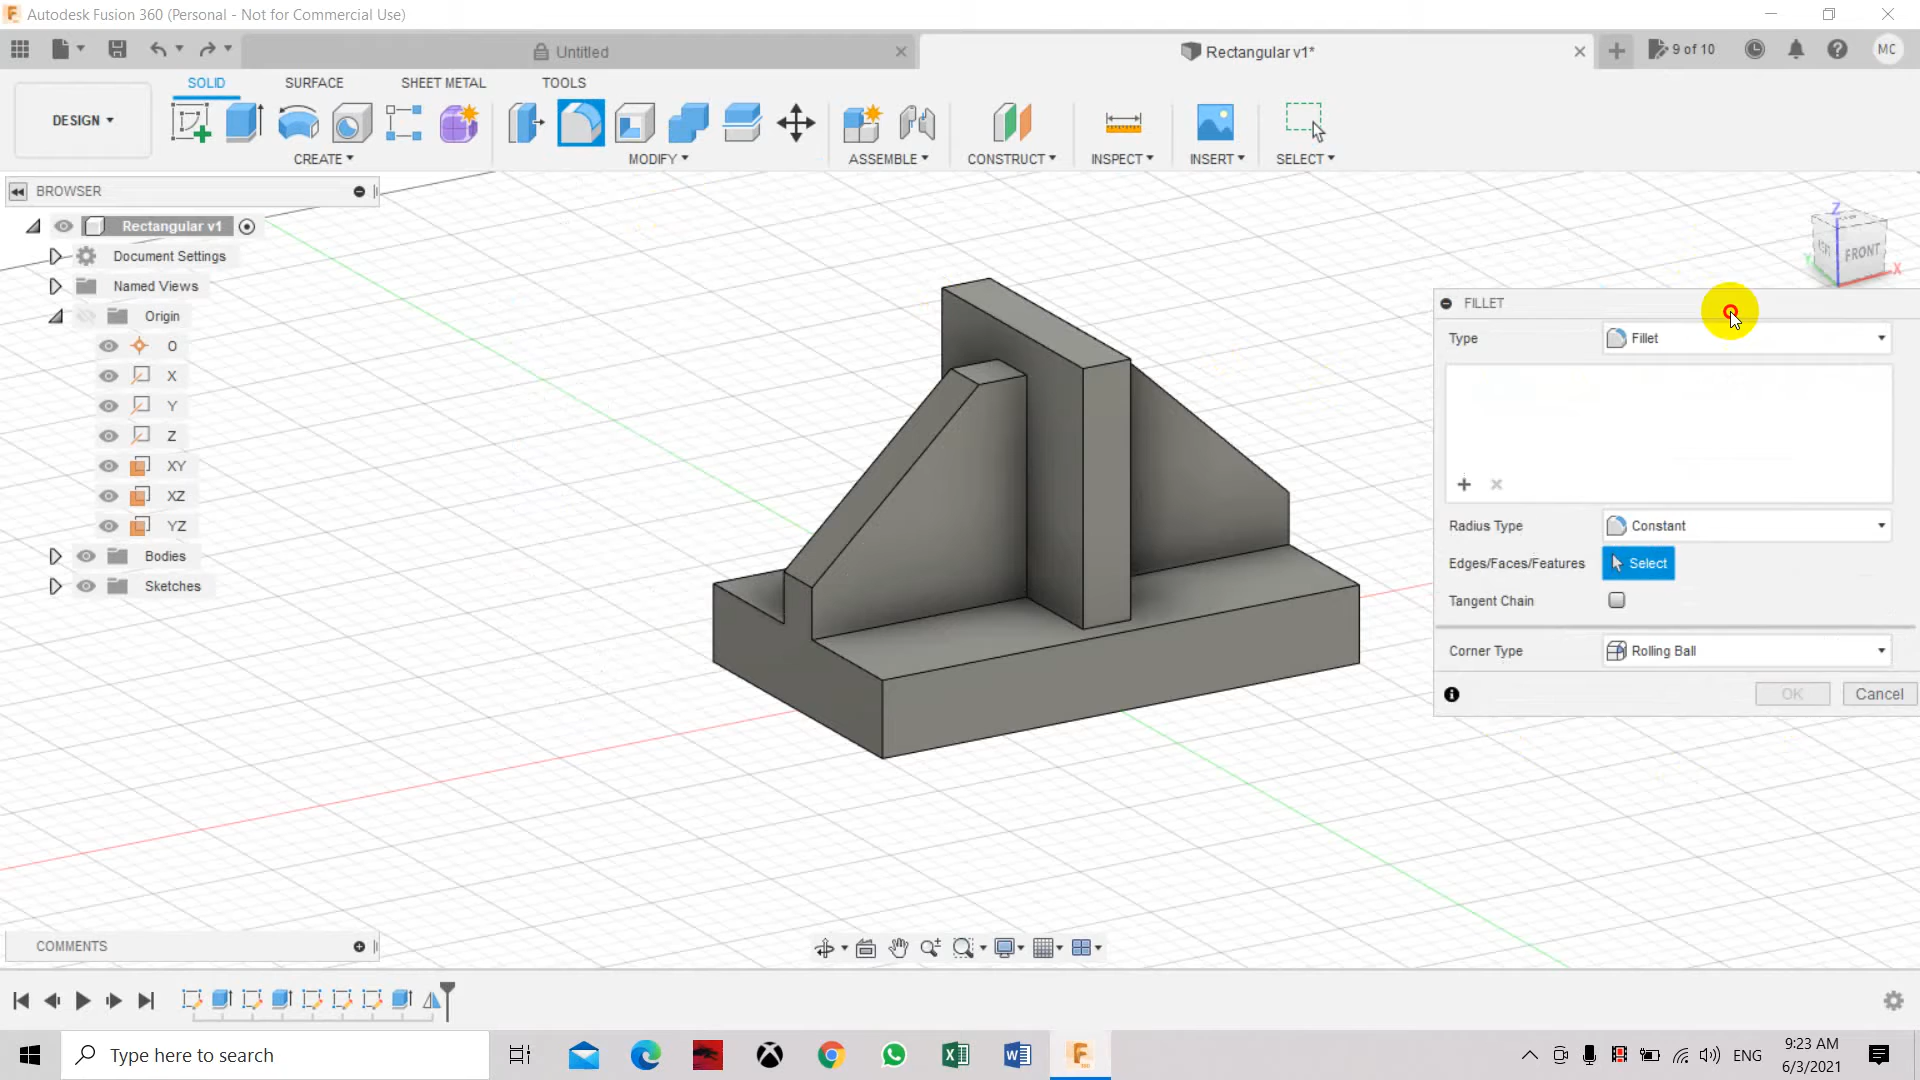 Autodesk Fusion 360 (Personal - Not for Commercial Use)
Untitled
Rectangular v1*
9 of 10
MC
SOLID SURFACE SHEET METAL TOOLS
DESIGN
CREATE MODIFY ASSEMBLE CONSTRUCT INSPECT INSERT SELECT
BROWSER
Rectangular v1
Document Settings
Named Views
Origin
O
X
Y
Z
XY
XZ
YZ
Bodies
Sketches
Z
FRONT
X
Y
FILLET
Type Fillet
Radius Type Constant
Edges/Faces/Features Select
Tangent Chain
Corner Type Rolling Ball
OK Cancel
COMMENTS
Type here to search
ENG
9:23 AM
6/3/2021